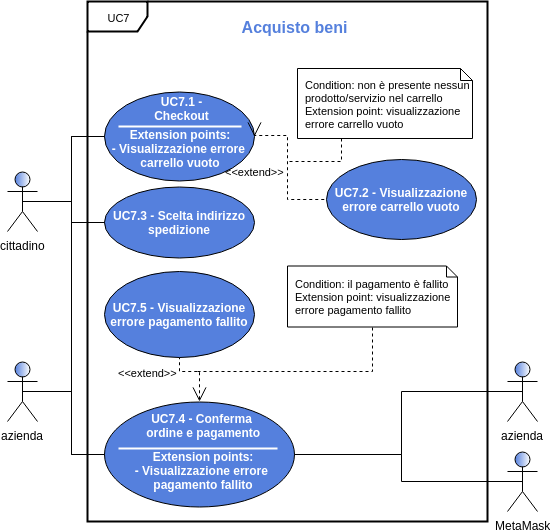 UC7
Acquisto beni
UC7.1 -
Checkout
Extension points:
- Visualizzazione errore
carrello vuoto
Condition: non è presente nessun
prodotto/servizio nel carrello
Extension point: visualizzazione
errore carrello vuoto
<<extend>>
UC7.2 - Visualizzazione
errore carrello vuoto
cittadino
UC7.3 - Scelta indirizzo
spedizione
UC7.5 - Visualizzazione
errore pagamento fallito
Condition: il pagamento è fallito
Extension point: visualizzazione
errore pagamento fallito
<<extend>>
azienda
UC7.4 - Conferma
ordine e pagamento
Extension points:
- Visualizzazione errore
pagamento fallito
azienda
MetaMask